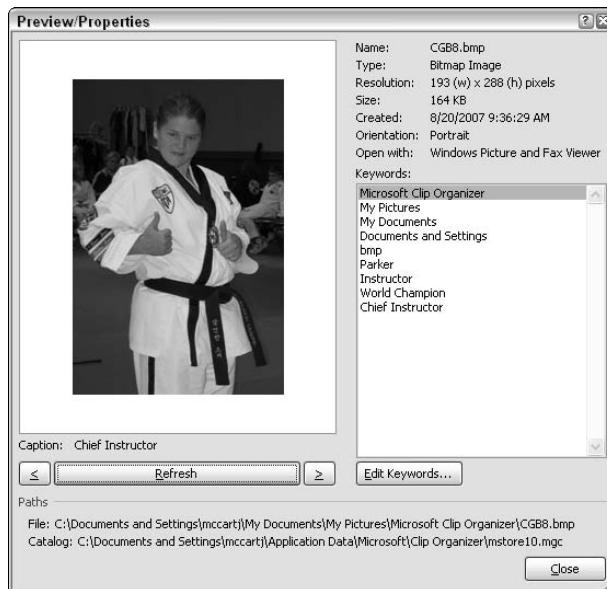 Preview/Properties
Name: CGB8.bmp
Type: Bitmap Image
Resolution: 193 (w) x 288 (h) pixels
Size: 164 KB
Created: 8/20/2007 9:36:29 AM
Orientation: Portrait
Open with: Windows Picture and Fax Viewer
Keywords:
Microsoft Clip Organizer
My Pictures
My Documents
Documents and Settings
bmp
Parker
Instructor
World Champion
Chief Instructor
Caption: Chief Instructor
< Refresh > Edit Keywords...
Paths
File: C:\Documents and Settings\mccartj\My Documents\My Pictures\Microsoft Clip Organizer\CGB8.bmp
Catalog: C:\Documents and Settings\mccartj\Application Data\Microsoft\Clip Organizer\mstore10.mgc
Close